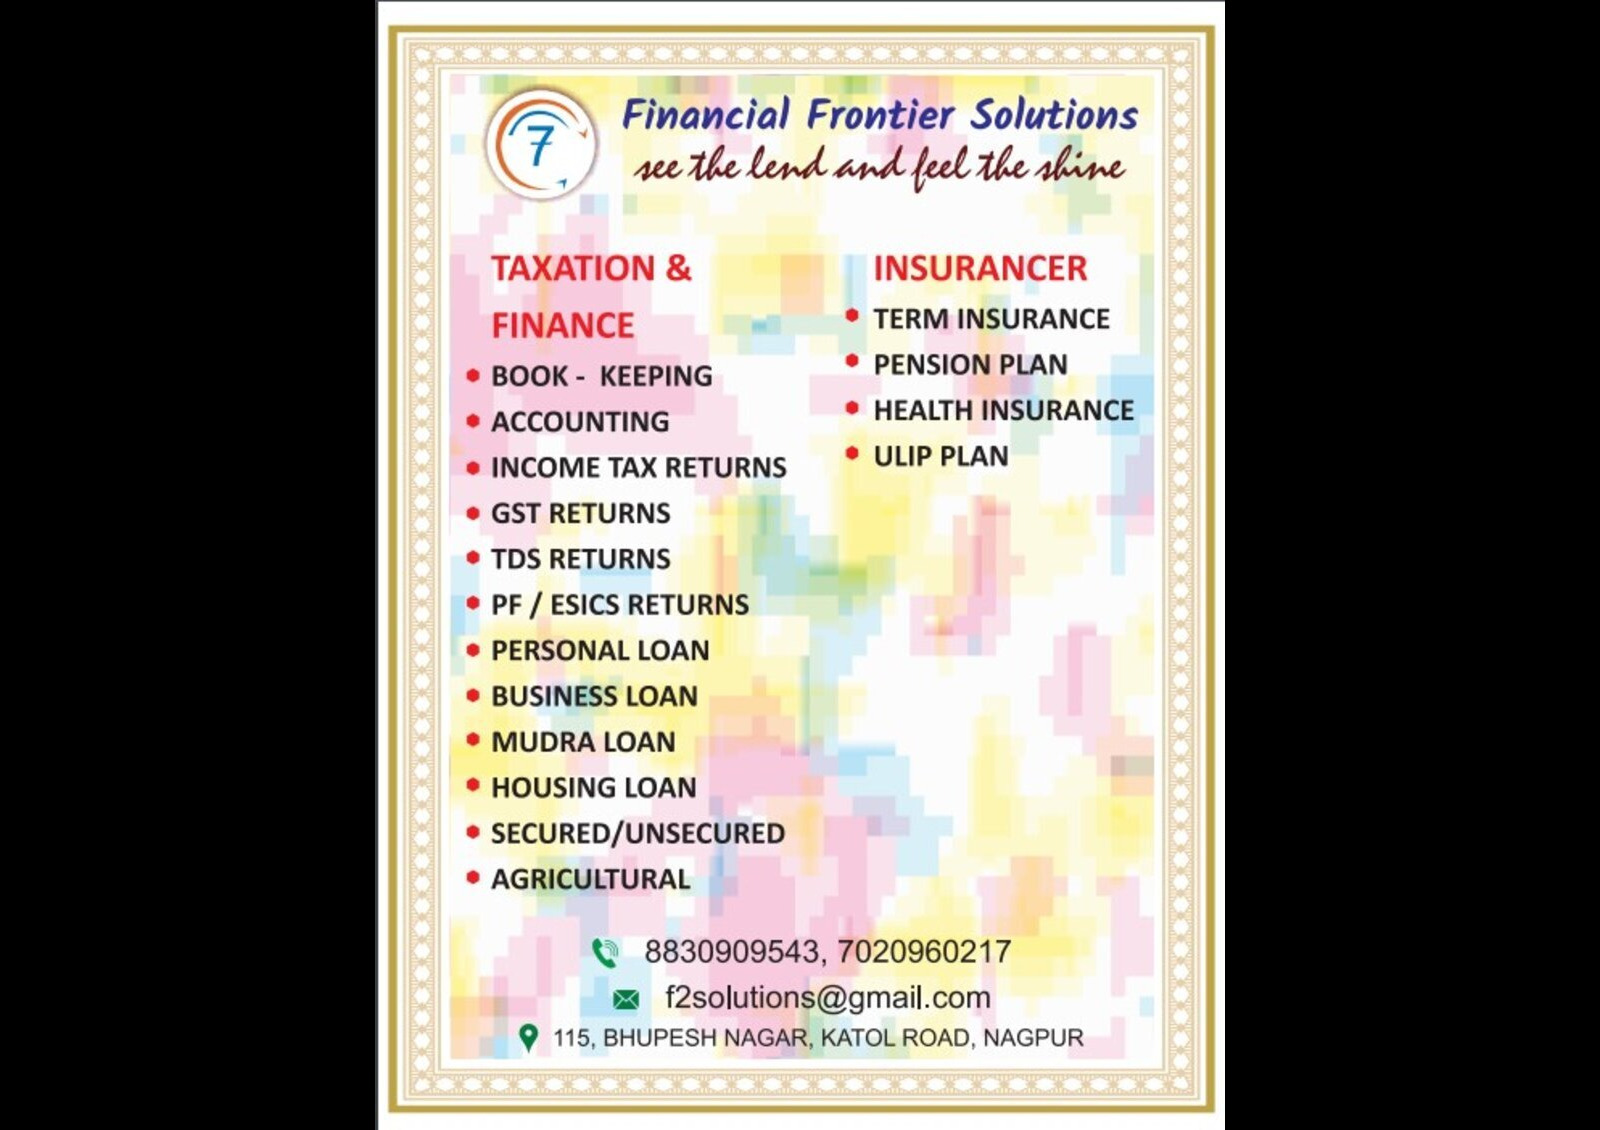 7
Financial Frontier Solutions
see the lend and feel the shine
TAXATION &
FINANCE
BOOK - KEEPING
ACCOUNTING
INCOME TAX RETURNS
GST RETURNS
TDS RETURNS
PF / ESICS RETURNS
PERSONAL LOAN
BUSINESS LOAN
MUDRA LOAN
HOUSING LOAN
SECURED/UNSECURED
AGRICULTURAL
INSURANCER
TERM INSURANCE
PENSION PLAN
HEALTH INSURANCE
ULIP PLAN
8830909543, 7020960217
f2solutions@gmail.com
115, BHUPESH NAGAR, KATOL ROAD, NAGPUR